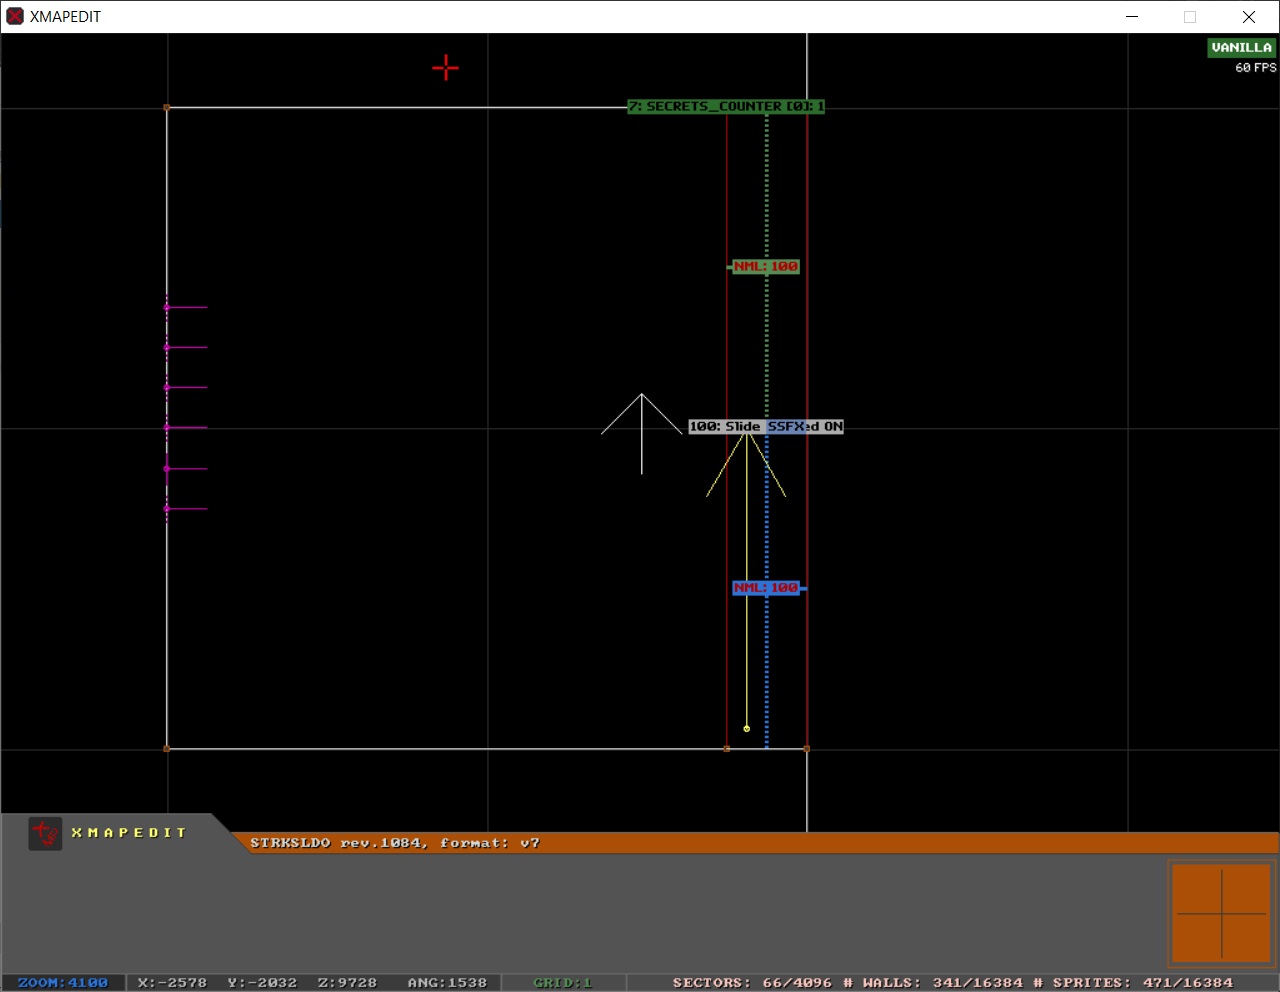 XMAPEDIT
VANILLA
60 FPS
7: SECRETS_COUNTER [0]: 1
NML: 100
100: Slide SSFXed ON
NML: 100
XMAPEDIT
STRKSLDO rev.1084, format: v7
ZOOM:4100 X:-2578 Y:-2032 Z:9728 ANG:1538 GRID:1 SECTORS: 66/4096 # WALLS: 341/16384 # SPRITES: 471/16384